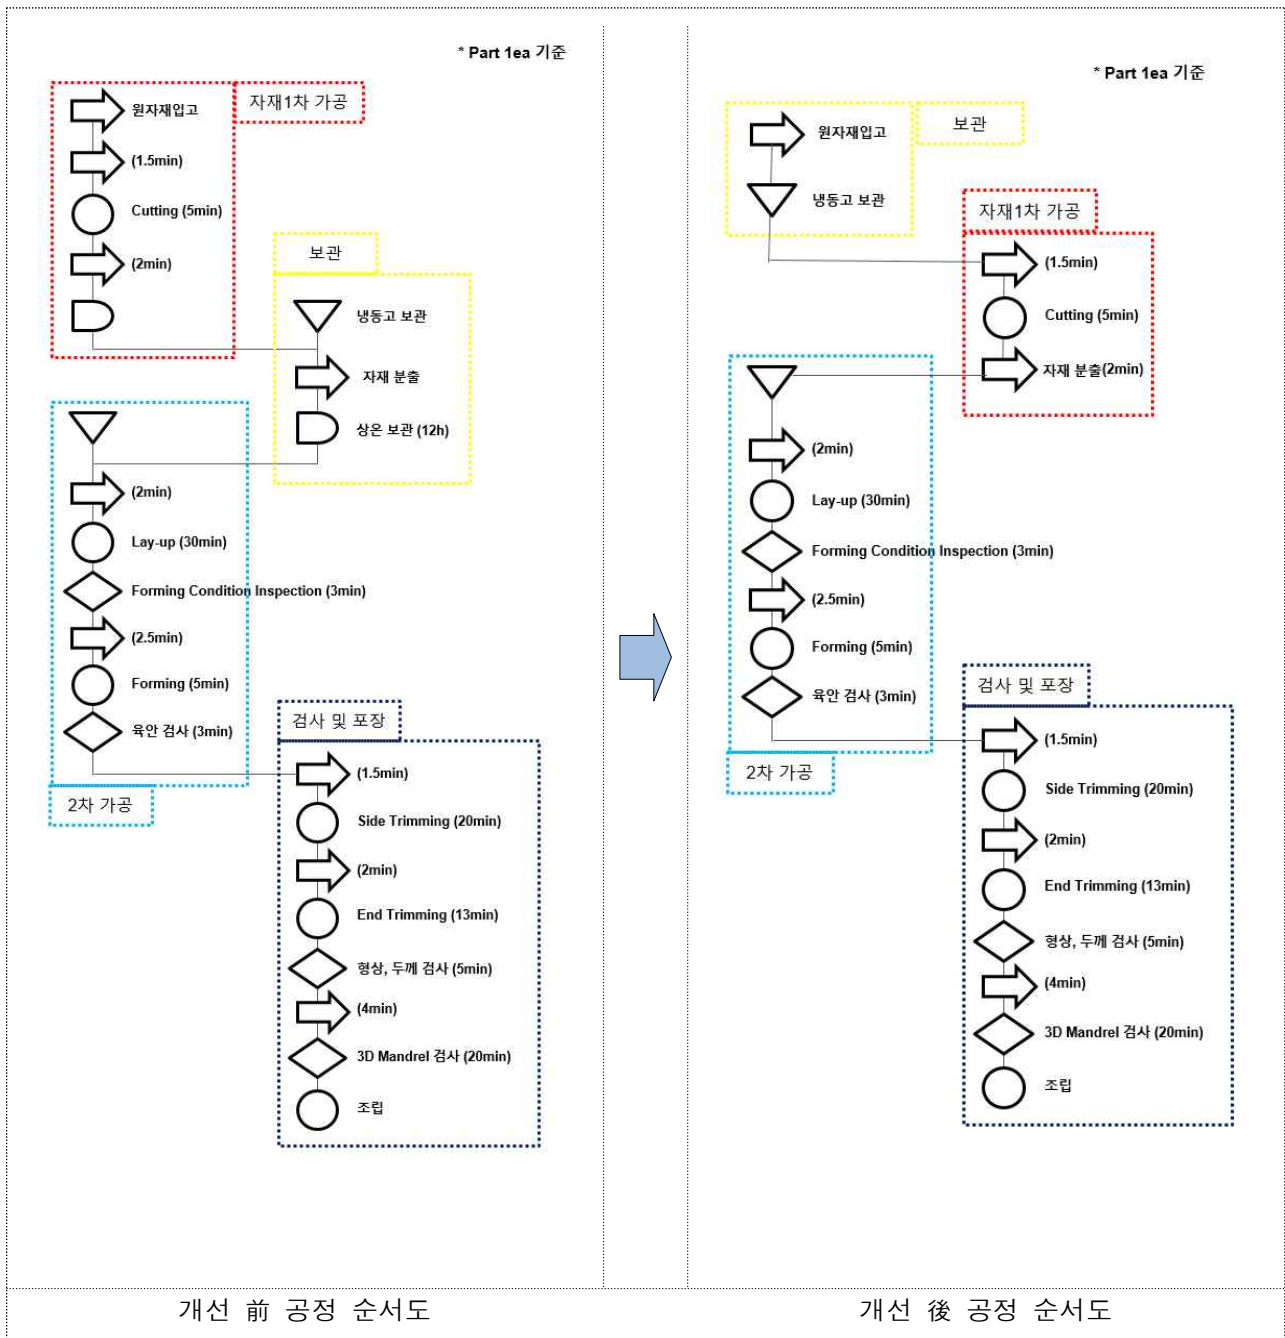 * Part 1ea 기준
자재1차 가공
원자재입고
(1.5min)
Cutting (5min)
(2min)
보관
냉동고 보관
자재 분출
상온 보관 (12h)
(2min)
Lay-up (30min)
Forming Condition Inspection (3min)
(2.5min)
Forming (5min)
육안 검사 (3min)
2차 가공
검사 및 포장
(1.5min)
Side Trimming (20min)
(2min)
End Trimming (13min)
형상, 두께 검사 (5min)
(4min)
3D Mandrel 검사 (20min)
조립
개선 前 공정 순서도
* Part 1ea 기준
보관
원자재입고
냉동고 보관
자재1차 가공
(1.5min)
Cutting (5min)
자재 분출(2min)
(2min)
Lay-up (30min)
Forming Condition Inspection (3min)
(2.5min)
Forming (5min)
육안 검사 (3min)
2차 가공
검사 및 포장
(1.5min)
Side Trimming (20min)
(2min)
End Trimming (13min)
형상, 두께 검사 (5min)
(4min)
3D Mandrel 검사 (20min)
조립
개선 後 공정 순서도